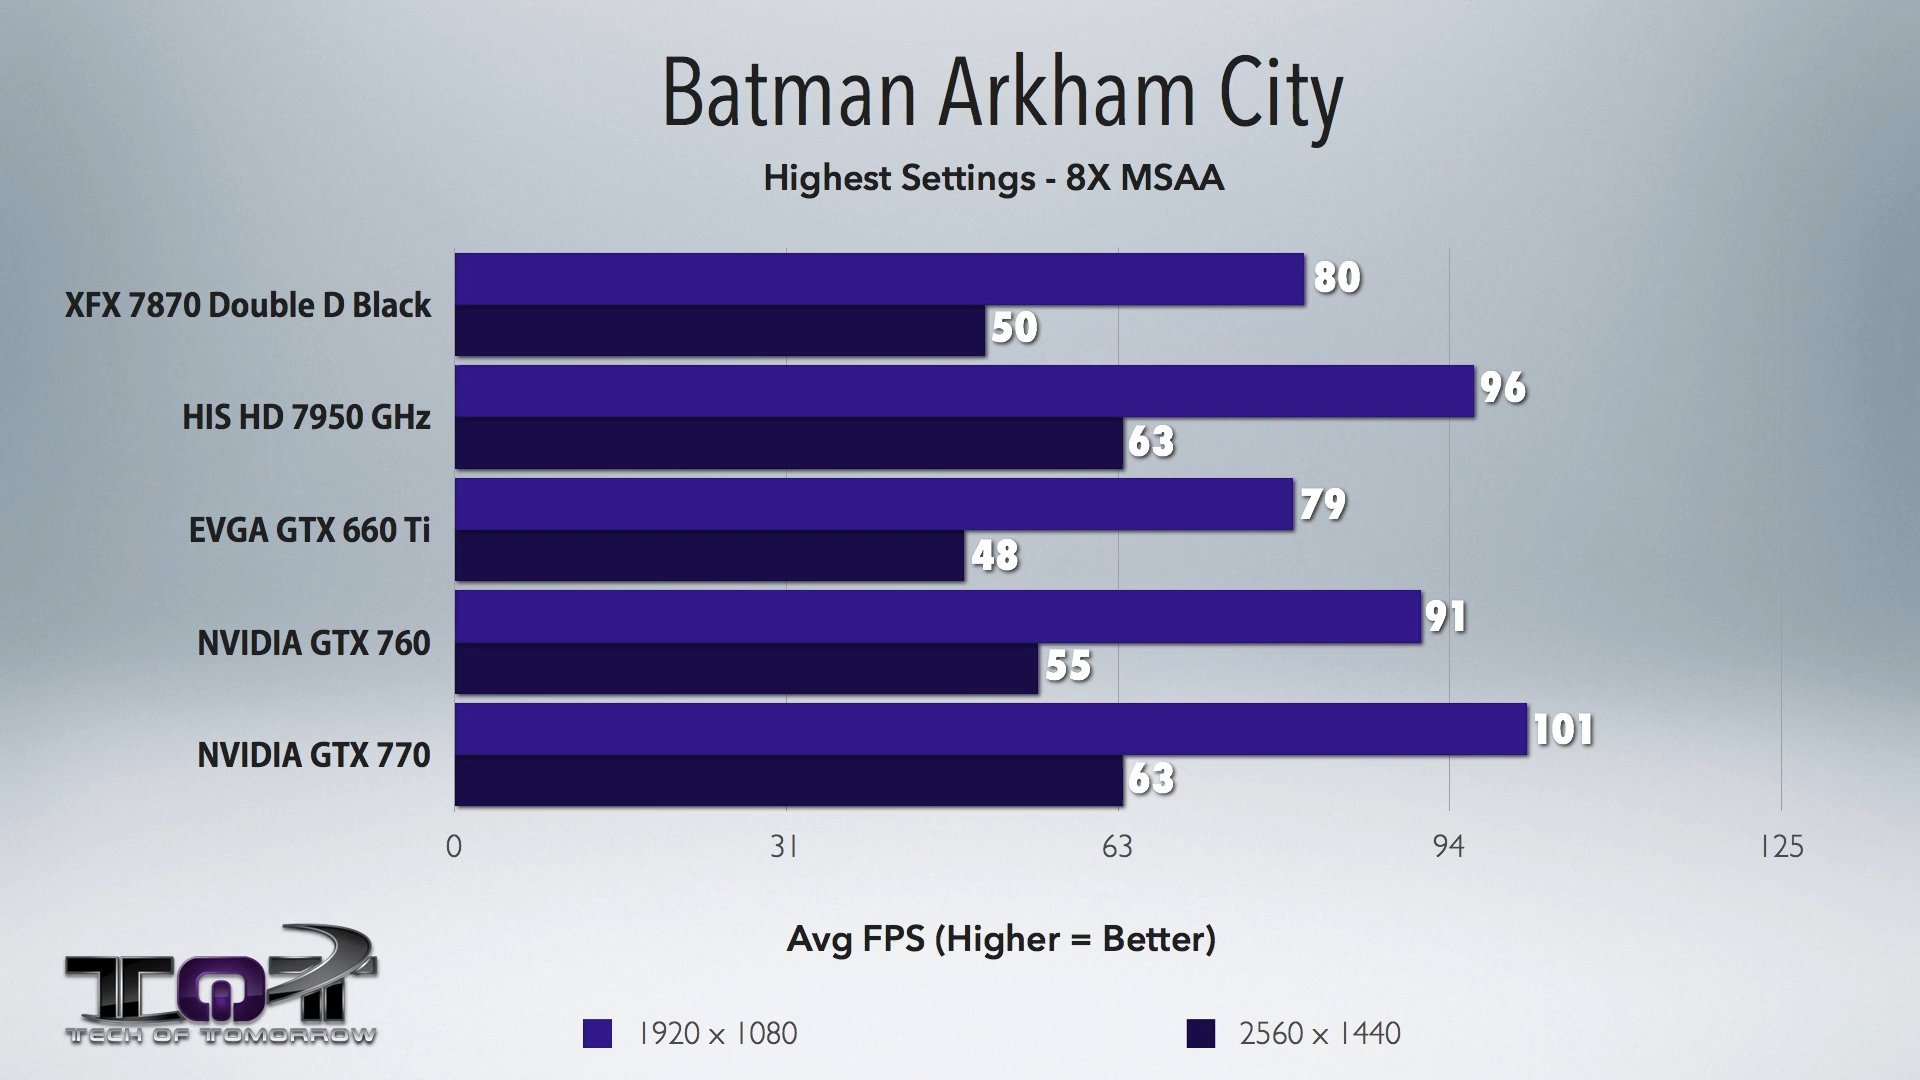 Batman Arkham City
Highest Settings - 8X MSAA
XFX 7870 Double D Black
80
50
HIS HD 7950 GHz
96
63
EVGA GTX 660 Ti
79
48
NVIDIA GTX 760
91
55
NVIDIA GTX 770
101
63
0 31 63 94 125
Avg FPS (Higher = Better)
1920 x 1080 2560 x 1440
TOT
TECH OF TOMORROW